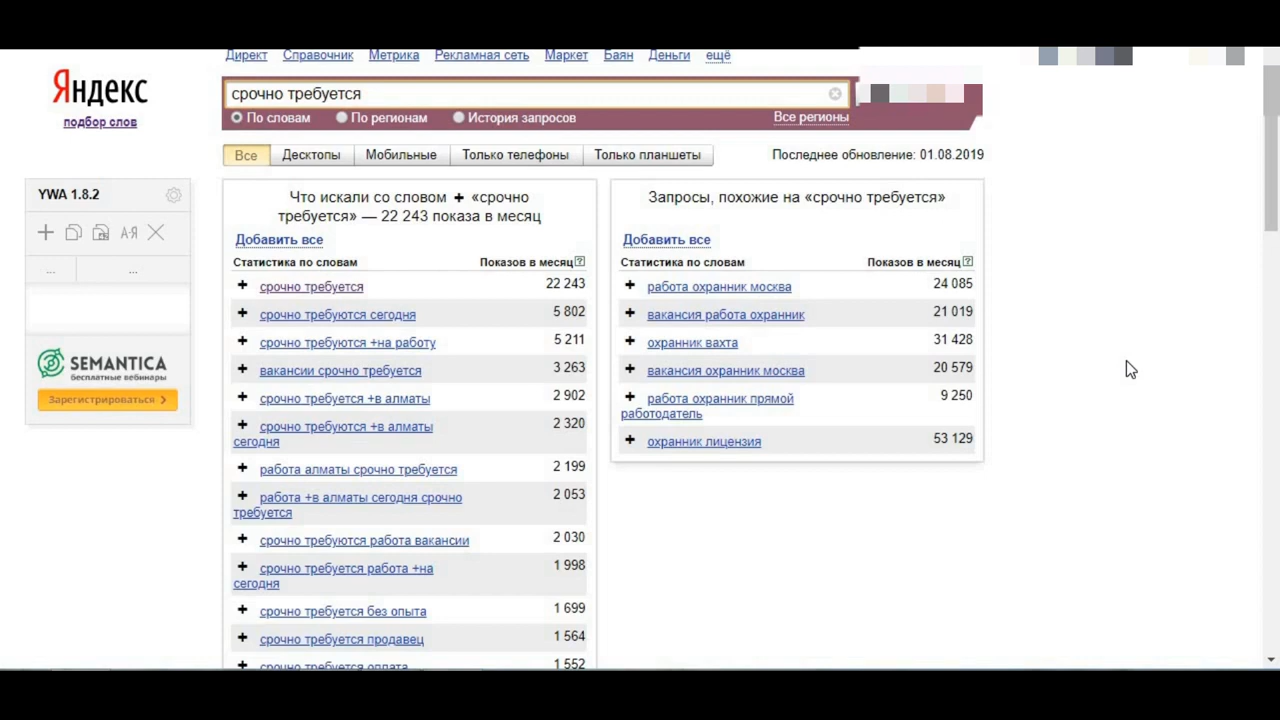 Директ Справочник Метрика Рекламная сеть Маркет Баян Деньги ещё
Яндекс
подбор слов
срочно требуется
По словам По регионам История запросов Все регионы
Все Десктопы Мобильные Только телефоны Только планшеты Последнее обновление: 01.08.2019
YWA 1.8.2
А-Я
... ...
SEMANTICA
бесплатные вебинары
Зарегистрироваться
Что искали со словом + «срочно
требуется» — 22 243 показа в месяц
Добавить все
Статистика по словам Показов в месяц ?
+ срочно требуется 22 243
+ срочно требуются сегодня 5 802
+ срочно требуются +на работу 5 211
+ вакансии срочно требуется 3 263
+ срочно требуется +в алматы 2 902
+ срочно требуются +в алматы 2 320
сегодня
+ работа алматы срочно требуется 2 199
+ работа +в алматы сегодня срочно 2 053
требуется
+ срочно требуются работа вакансии 2 030
+ срочно требуется работа +на 1 998
сегодня
+ срочно требуется без опыта 1 699
+ срочно требуется продавец 1 564
+ срочно требуется оплата 1 552
Запросы, похожие на «срочно требуется»
Добавить все
Статистика по словам Показов в месяц ?
+ работа охранник москва 24 085
+ вакансия работа охранник 21 019
+ охранник вахта 31 428
+ вакансия охранник москва 20 579
+ работа охранник прямой 9 250
работодатель
+ охранник лицензия 53 129